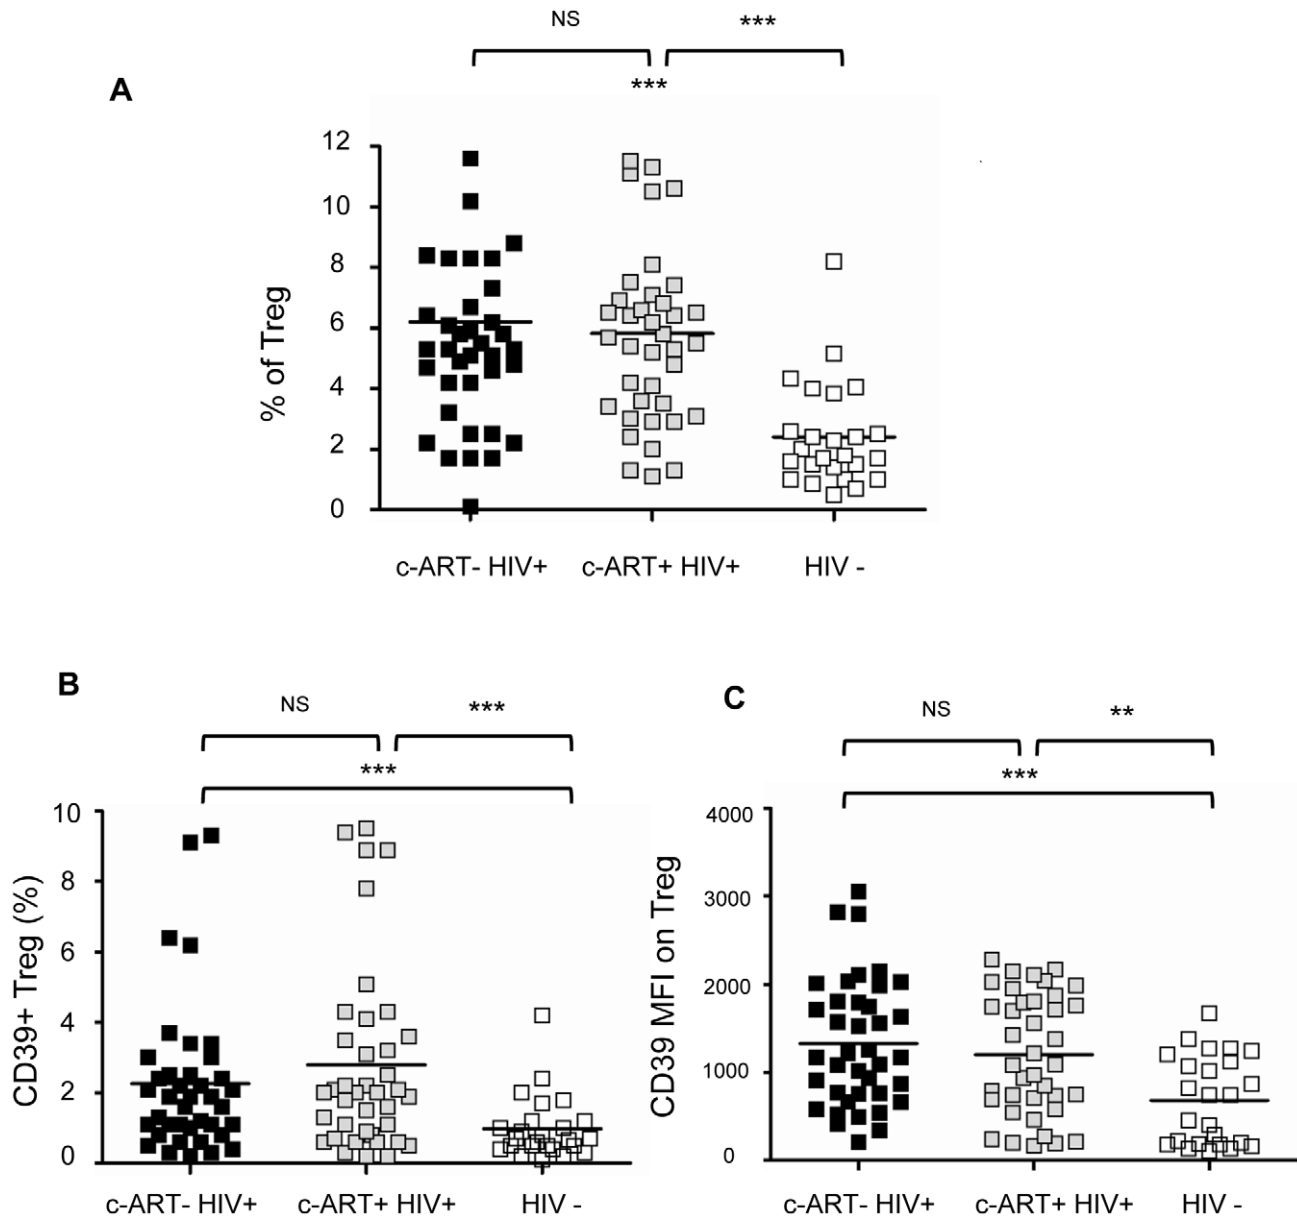 NS ***
A ***
12
10
8
6
4
2
0
% of Treg
c-ART- HIV+ c-ART+ HIV+ HIV -
B
NS ***
***
10
8
6
4
2
0
CD39+ Treg (%)
c-ART- HIV+ c-ART+ HIV+ HIV -
C
NS **
***
4000
3000
2000
1000
0
CD39 MFI on Treg
c-ART- HIV+ c-ART+ HIV+ HIV -